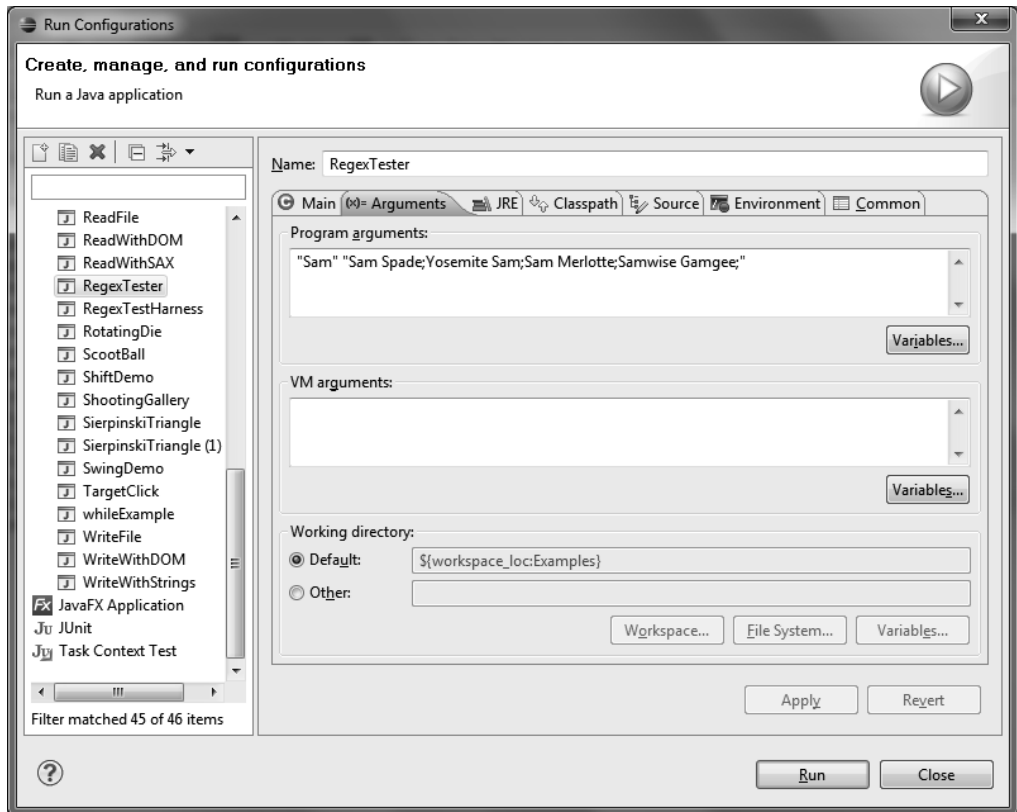 Run Configurations
x
Create, manage, and run configurations
Run a Java application
ReadFile
ReadWithDOM
ReadWithSAX
RegexTester
RegexTestHarness
RotatingDie
ScootBall
ShiftDemo
ShootingGallery
SierpinskiTriangle
SierpinskiTriangle (1)
SwingDemo
TargetClick
whileExample
WriteFile
WriteWithDOM
WriteWithStrings
Fx JavaFX Application
Ju JUnit
Ju Task Context Test
Filter matched 45 of 46 items
Name: RegexTester
Main (x)= Arguments JRE Classpath Source Environment Common
Program arguments:
"Sam" "Sam Spade;Yosemite Sam;Sam Merlotte;Samwise Gamgee;"
Variables...
VM arguments:
Variables...
Working directory:
Default: ${workspace_loc:Examples}
Other:
Workspace... File System... Variables...
Apply Revert
? Run Close